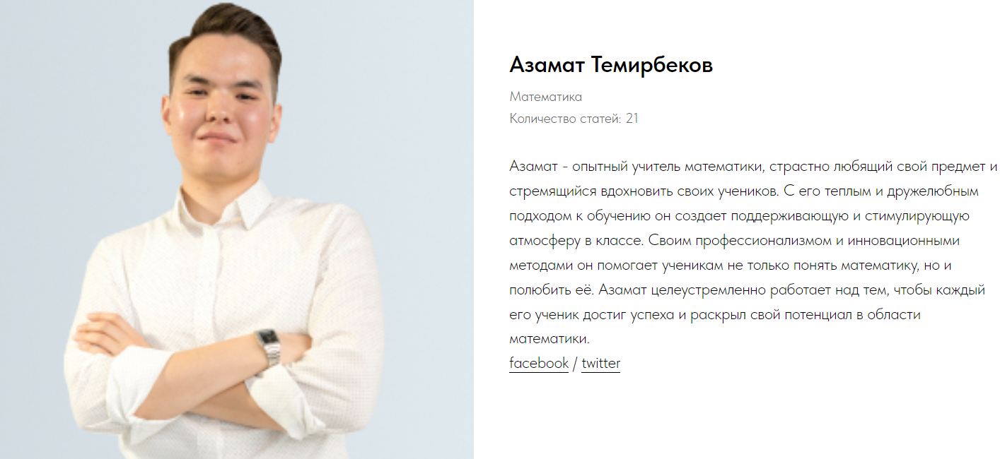 Азамат Темирбеков
Математика
Количество статей: 21
Азамат - опытный учитель математики, страстно любящий свой предмет и
стремящийся вдохновить своих учеников. С его теплым и дружелюбным
подходом к обучению он создает поддерживающую и стимулирующую
атмосферу в классе. Своим профессионализмом и инновационными
методами он помогает ученикам не только понять математику, но и
полюбить её. Азамат целеустремленно работает над тем, чтобы каждый
его ученик достиг успеха и раскрыл свой потенциал в области
математики.
facebook / twitter